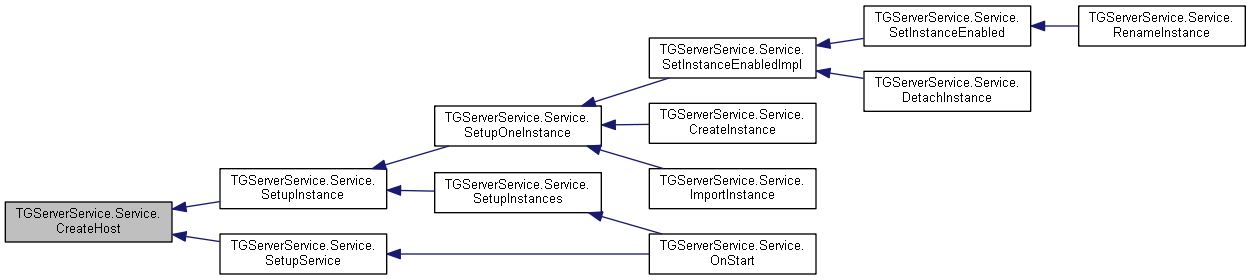 TGServerService.Service.
CreateHost
TGServerService.Service.
SetupInstance
TGServerService.Service.
SetupOneInstance
TGServerService.Service.
SetInstanceEnabledImpl
TGServerService.Service.
SetInstanceEnabled
TGServerService.Service.
RenameInstance
TGServerService.Service.
DetachInstance
TGServerService.Service.
CreateInstance
TGServerService.Service.
ImportInstance
TGServerService.Service.
SetupInstances
TGServerService.Service.
OnStart
TGServerService.Service.
SetupService